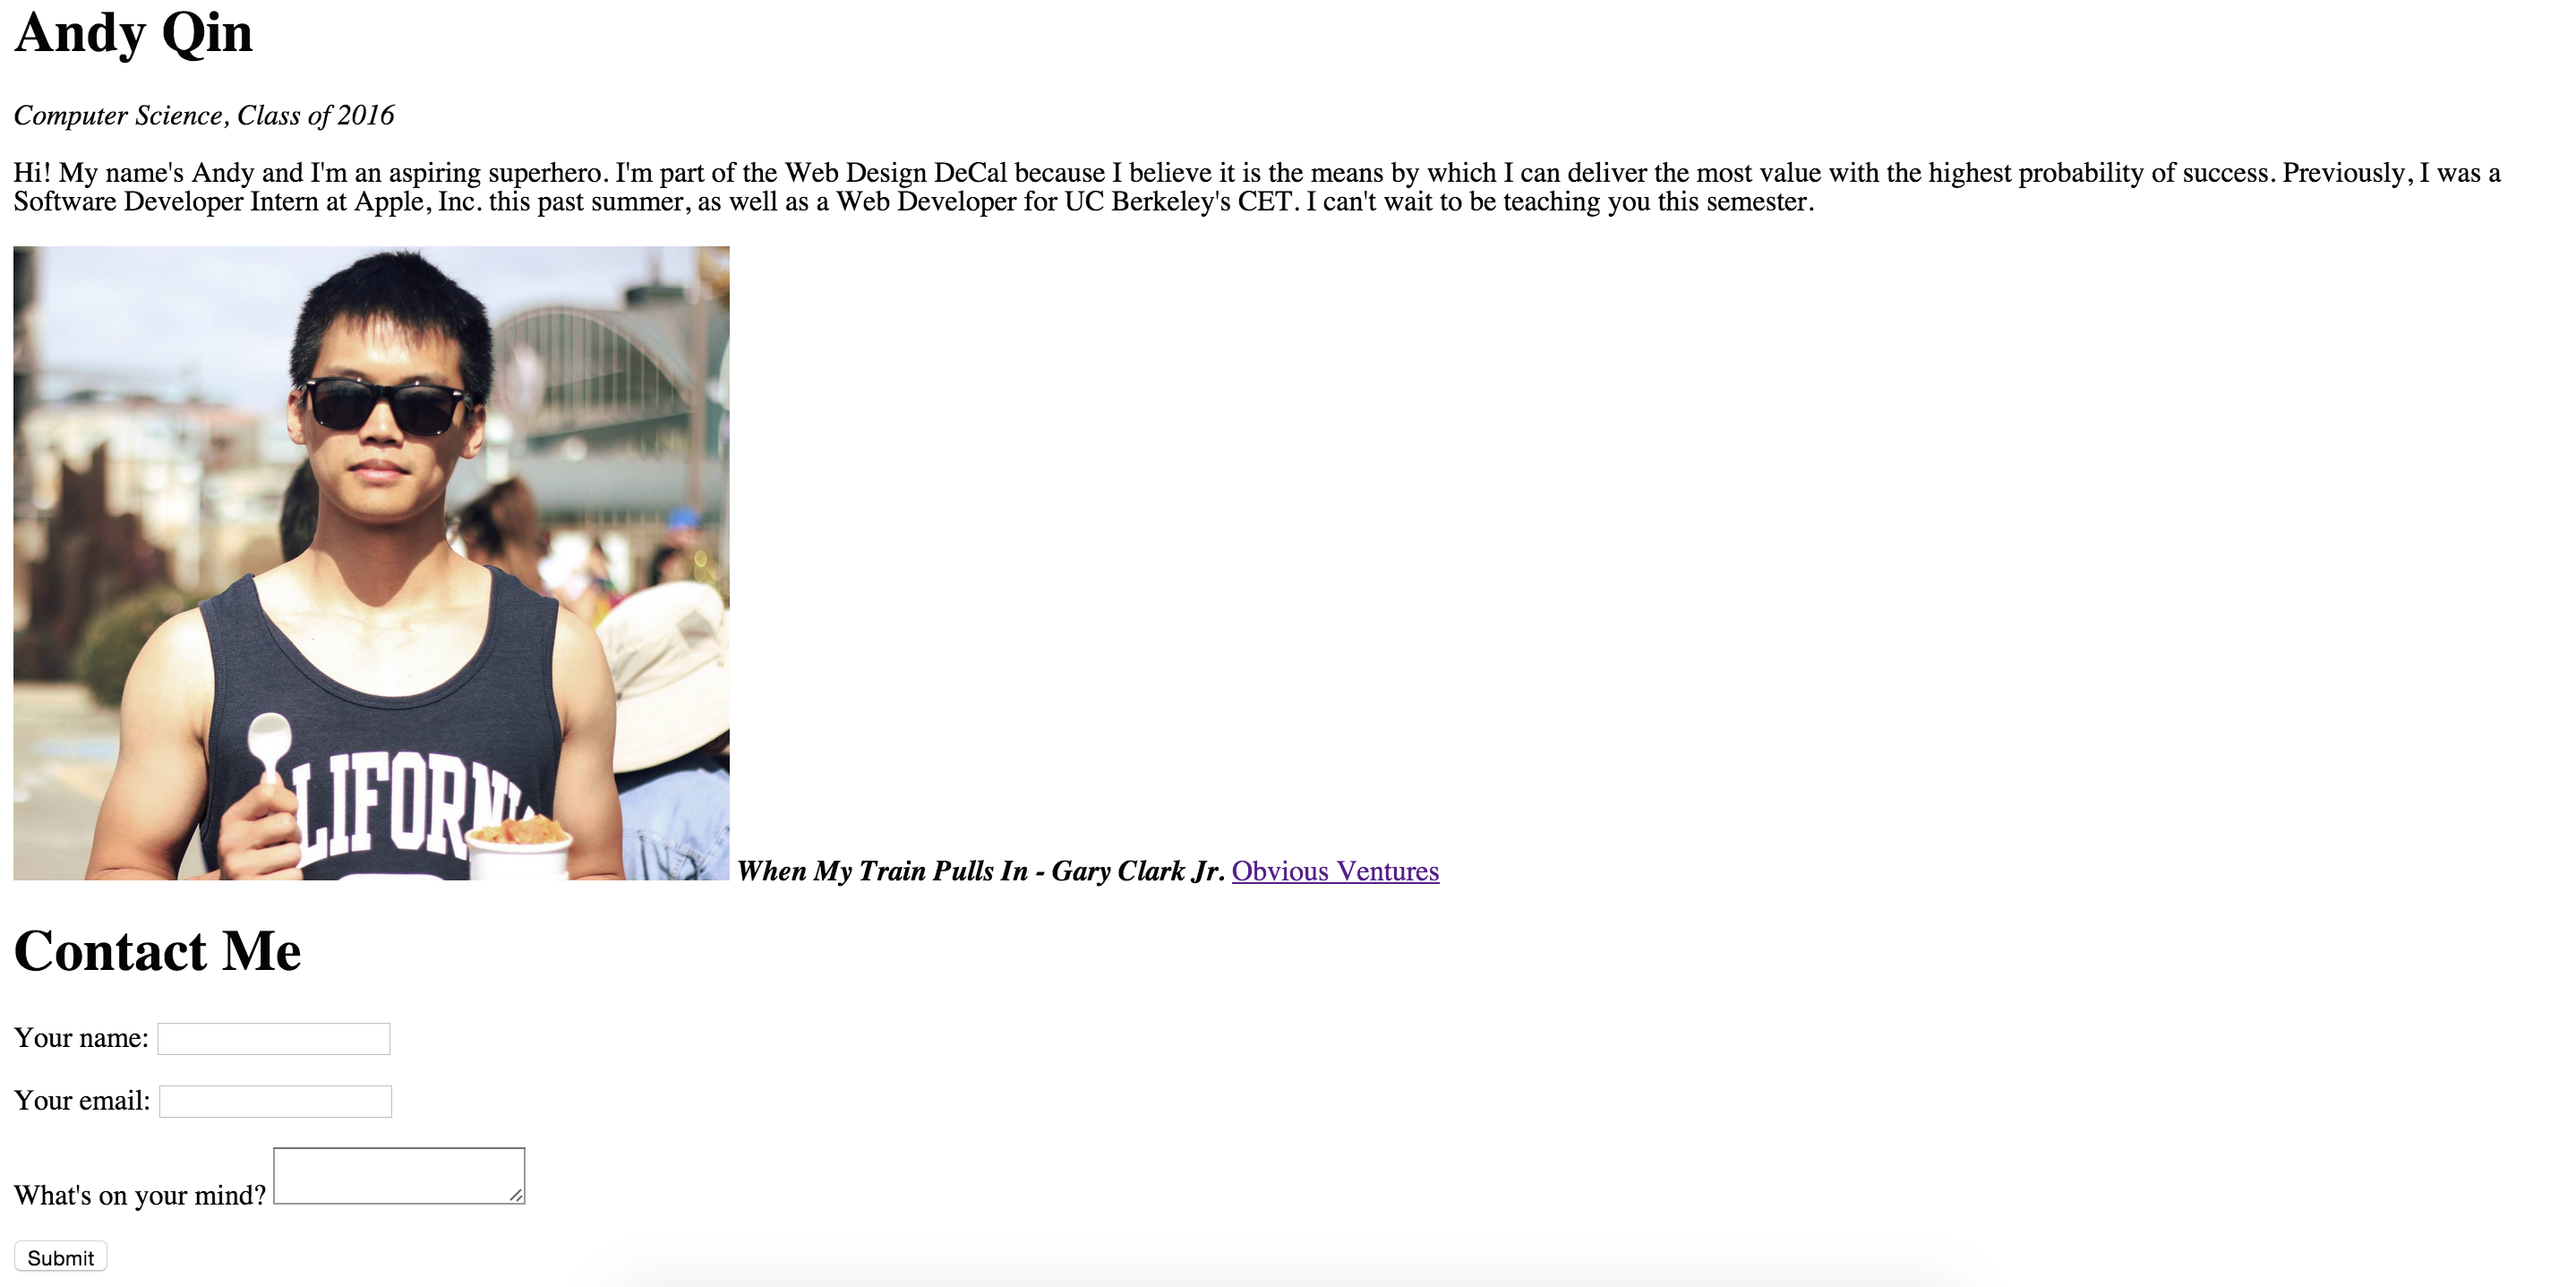 Andy Qin
Computer Science, Class of 2016
Hi! My name's Andy and I'm an aspiring superhero. I'm part of the Web Design DeCal because I believe it is the means by which I can deliver the most value with the highest probability of success. Previously, I was a
Software Developer Intern at Apple, Inc. this past summer, as well as a Web Developer for UC Berkeley's CET. I can't wait to be teaching you this semester.
LIFORNI
When My Train Pulls In - Gary Clark Jr. Obvious Ventures
Contact Me
Your name:
Your email:
What's on your mind?
Submit